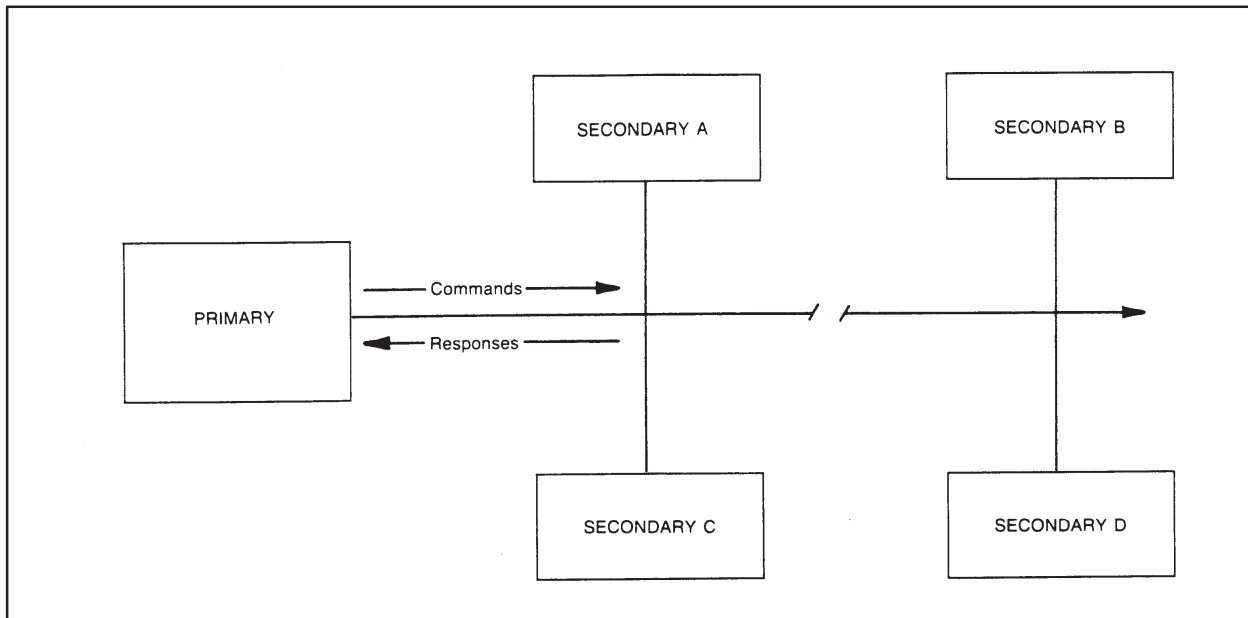 SECONDARY A
SECONDARY B
Commands
PRIMARY
Responses
SECONDARY C
SECONDARY D